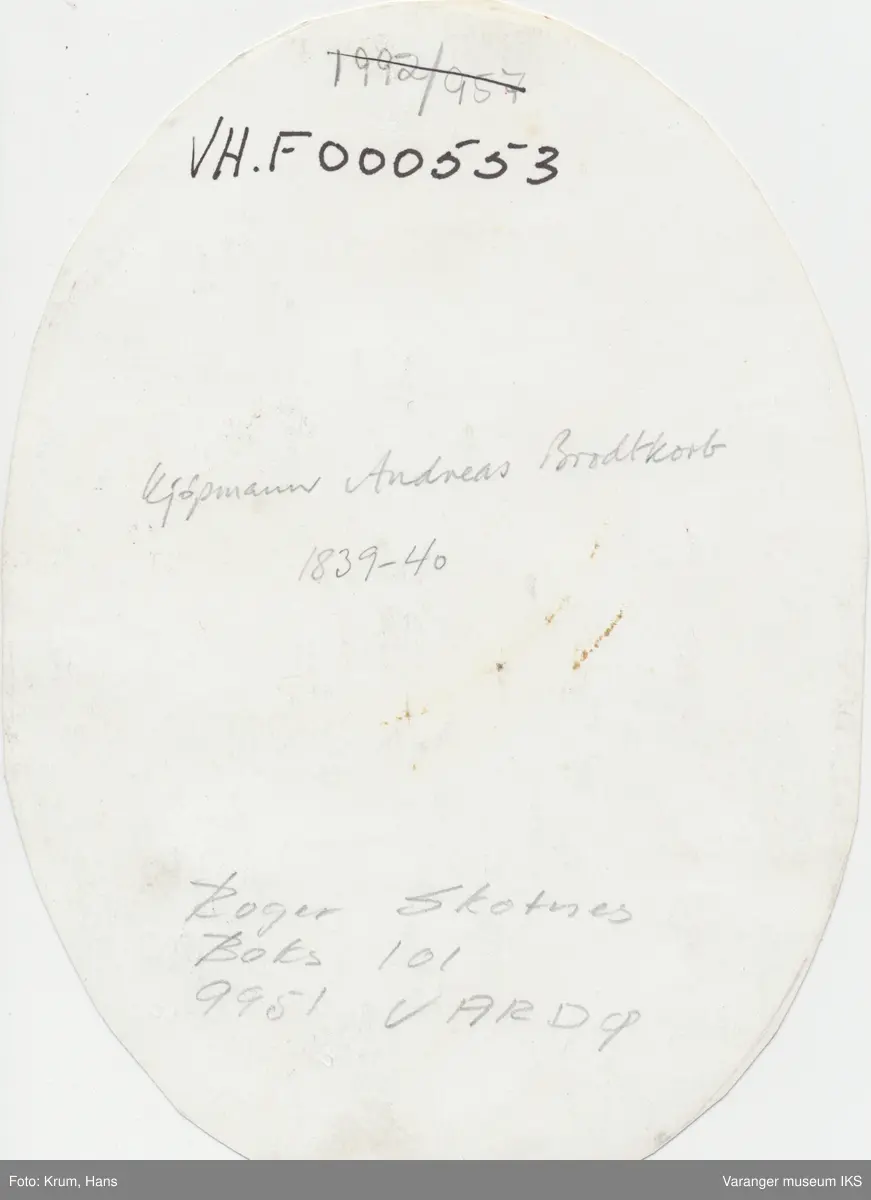 1992/957
VH.F000553
Kjøpmann Andreas Brodtkorb
1839-40
Roger Skotnes
Boks 101
9951 VARDØ
Foto: Krum, Hans
Varanger museum IKS